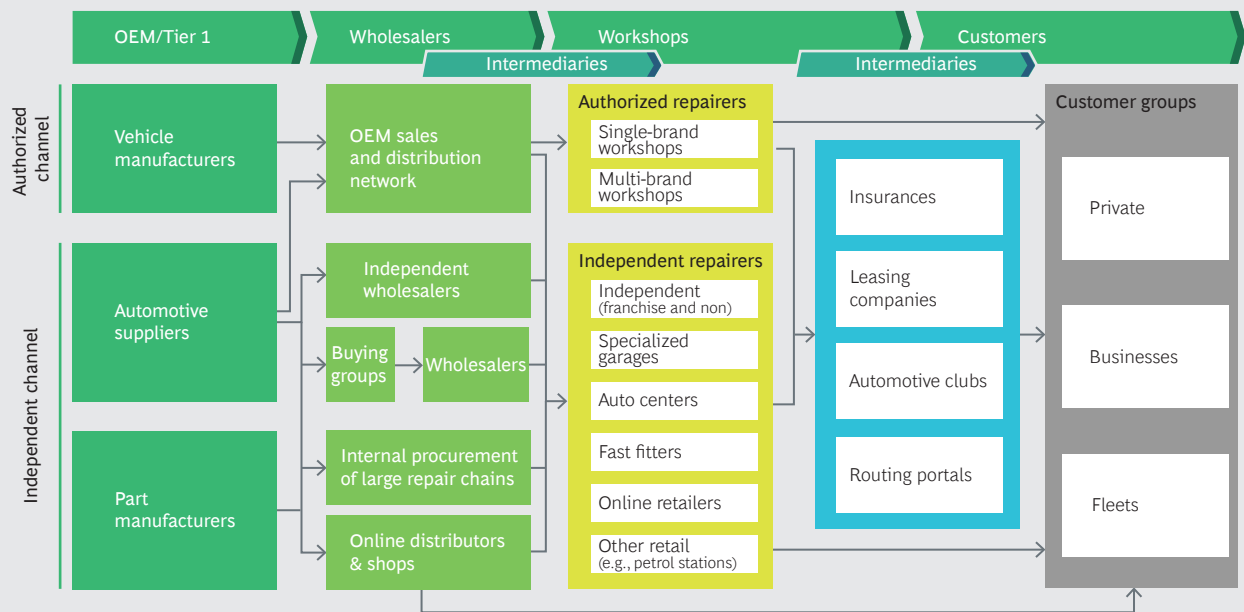 OEM/Tier 1
Wholesalers
Workshops
Customers
Intermediaries
Intermediaries
Authorized
channel
Vehicle
manufacturers
OEM sales
and distribution
network
Authorized repairers
Single-brand
workshops
Multi-brand
workshops
Independent channel
Automotive
suppliers
Part
manufacturers
Independent
wholesalers
Buying
groups
Wholesalers
Internal procurement
of large repair chains
Online distributors
& shops
Independent repairers
Independent
(franchise and non)
Specialized
garages
Auto centers
Fast fitters
Online retailers
Other retail
(e.g., petrol stations)
Insurances
Leasing
companies
Automotive clubs
Routing portals
Customer groups
Private
Businesses
Fleets